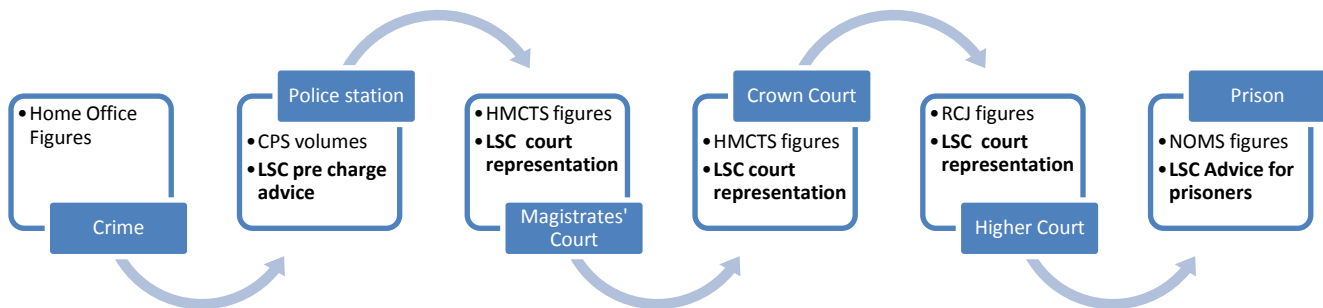 •Home Office
Figures
Crime
Police station
•CPS volumes
•LSC pre charge
advice
•HMCTS figures
•LSC court
representation
Magistrates'
Court
Crown Court
•HMCTS figures
•LSC court
representation
•RCJ figures
•LSC court
representation
Higher Court
Prison
•NOMS figures
•LSC Advice for
prisoners